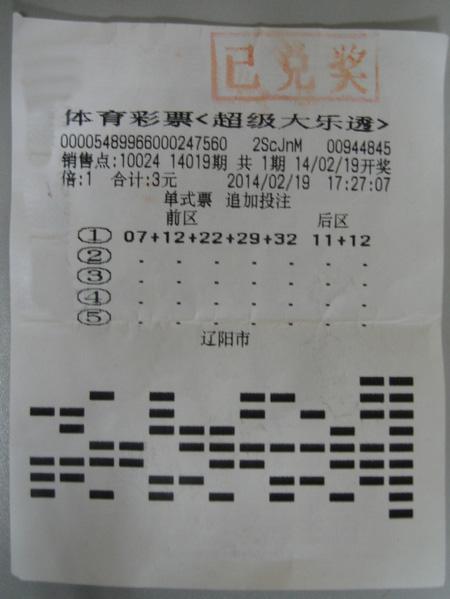 已兑奖
体育彩票<超级大乐透>
00005489966000247560 2ScJnM 00944845
销售点:10024 14019期 共1期 14/02/19开奖
倍:1 合计:3元 2014/02/19 17:27:07
单式票 追加投注
前区 后区
① 07+12+22+29+32 11+12
② - - - - - - -
③ - - - - - - -
④ - - - - - - -
⑤ - - - - - - -
辽阳市